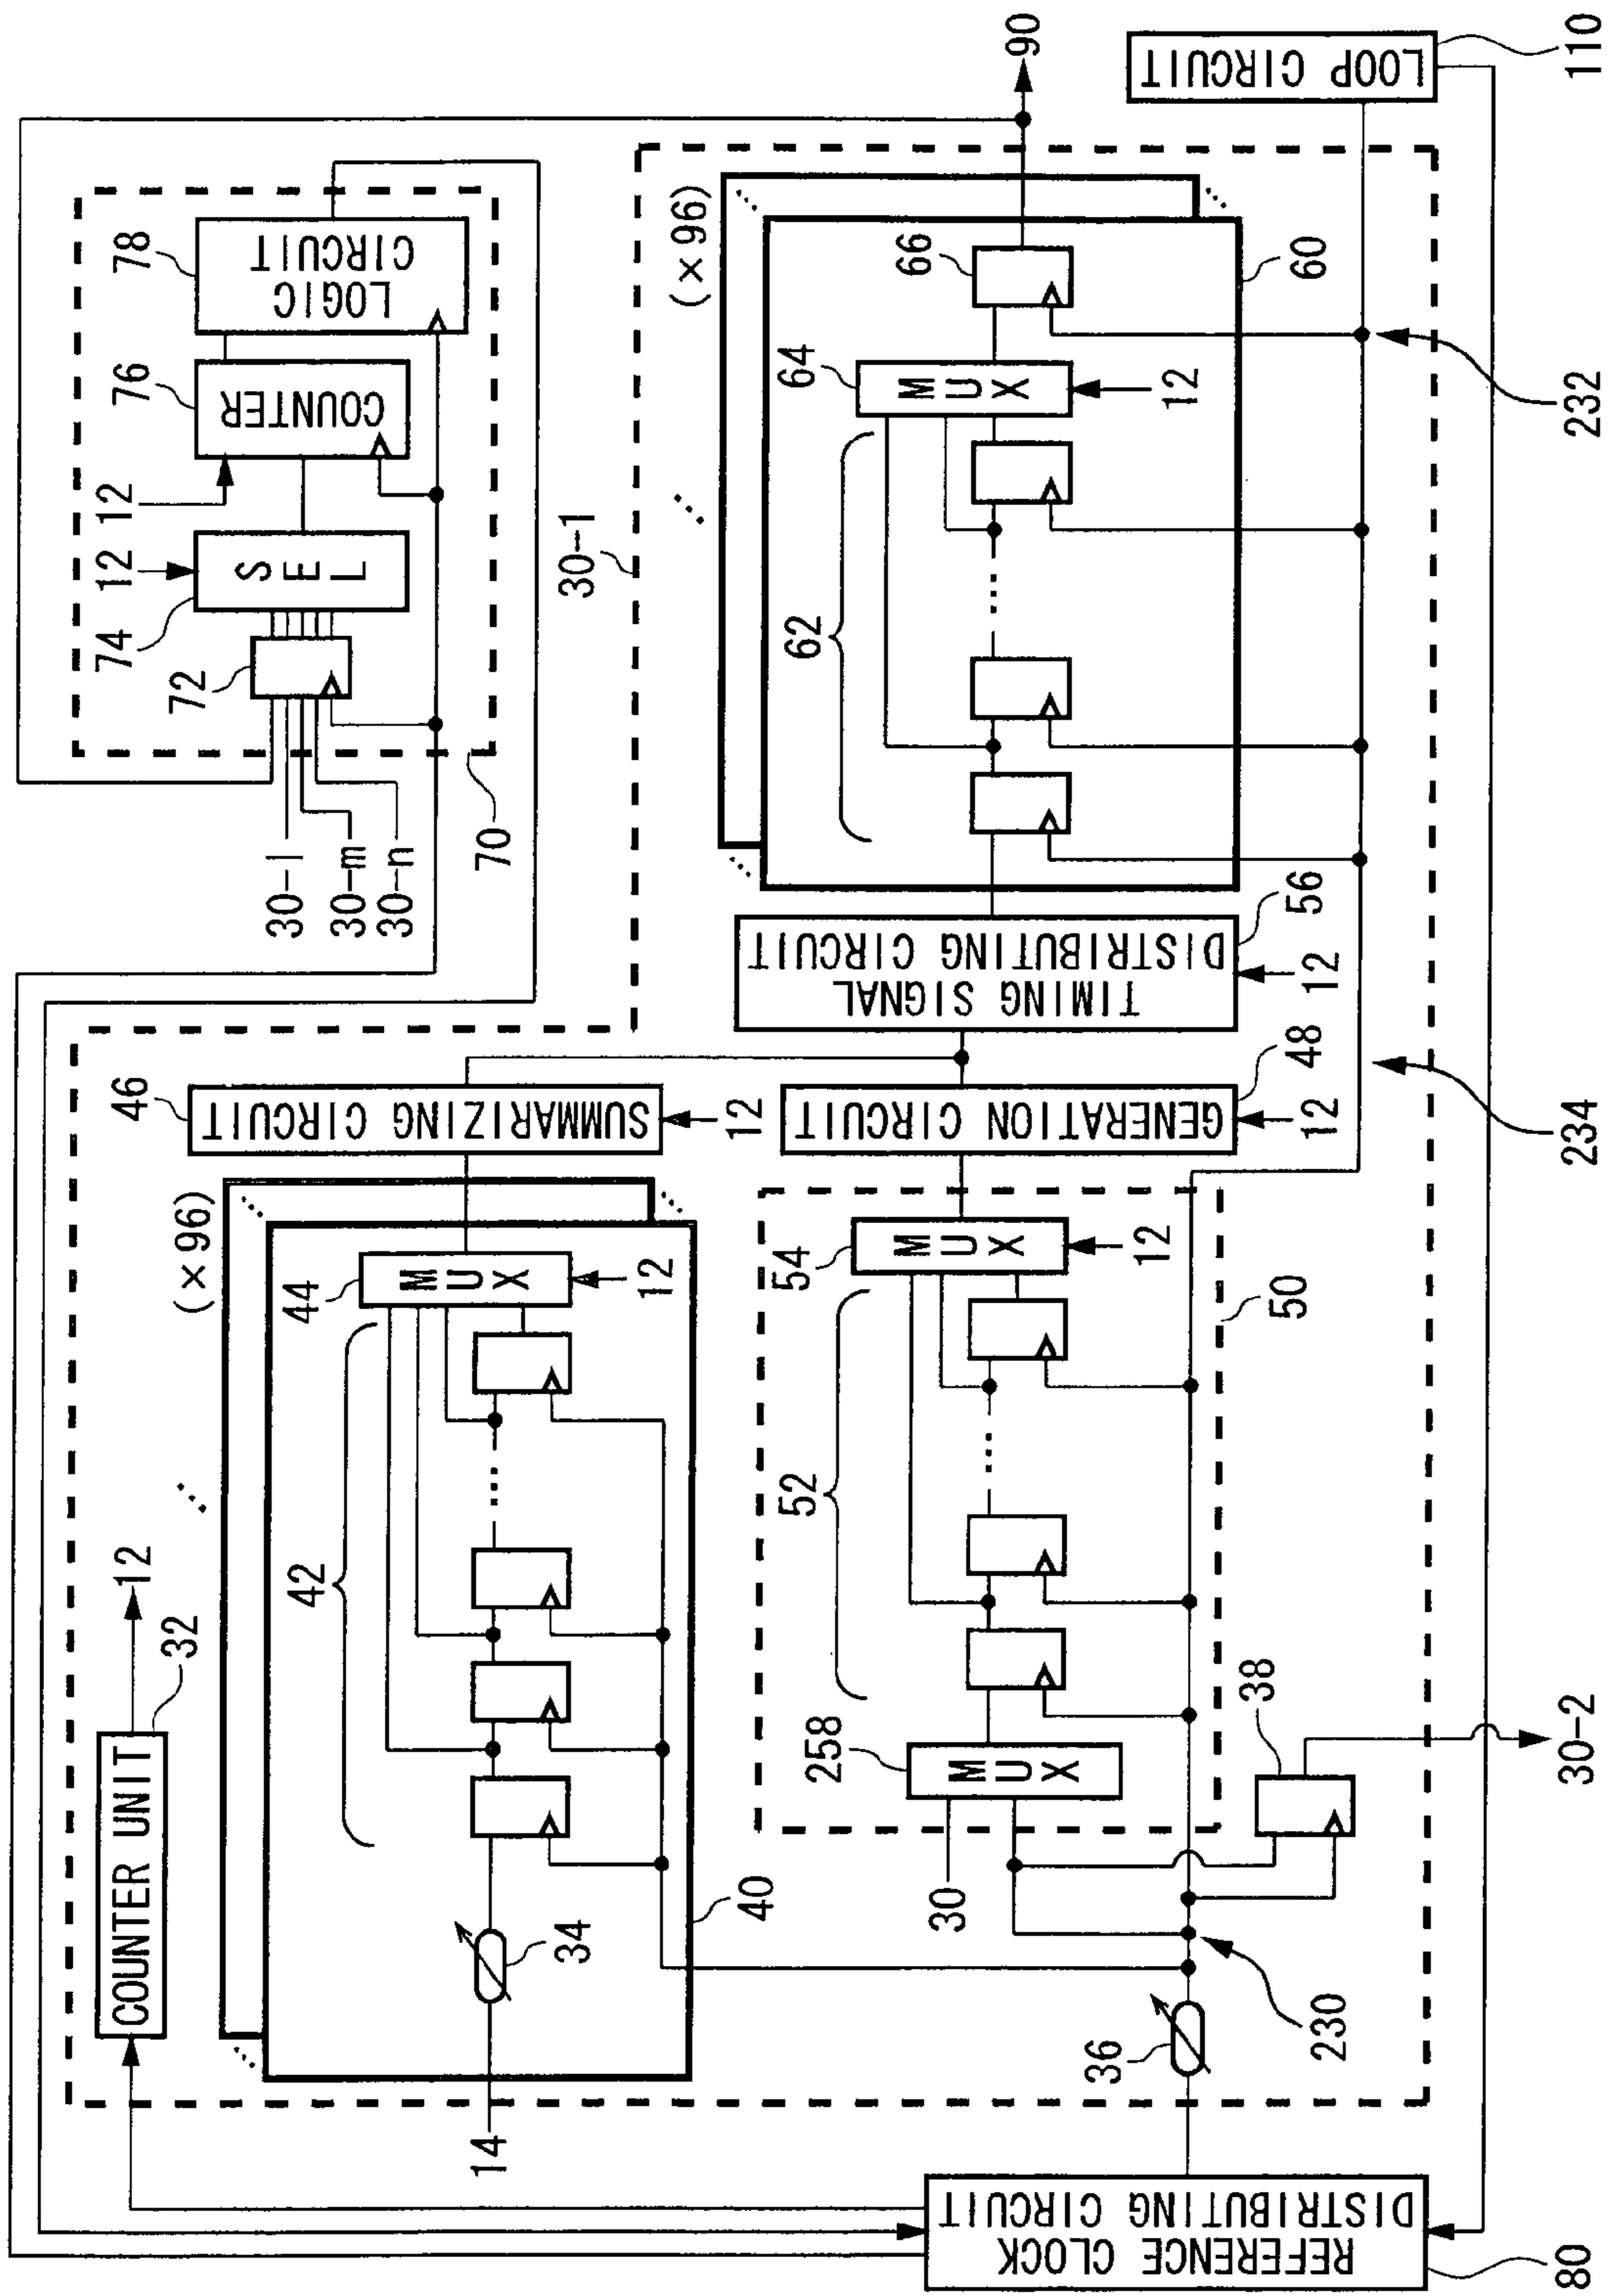 COUNTER UNIT
12
32
(×96)
42
44
MUX
12
14
34
40
46
SUMMARIZING CIRCUIT
12
72
74
12
SEL
12
76
COUNTER
78
LOGIC
CIRCUIT
30-l
30-m
30-n
70
30-1
(×96)
62
64
MUX
12
66
60
90
258
MUX
30
52
54
MUX
12
50
48
GENERATION CIRCUIT
12
56
TIMING SIGNAL
DISTRIBUTING CIRCUIT
12
36
230
38
30-2
234
232
REFERENCE CLOCK
DISTRIBUTING CIRCUIT
80
LOOP CIRCUIT
110